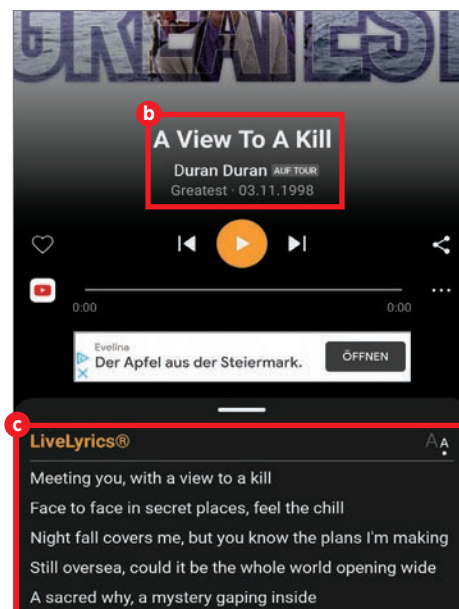 GREATEST
b
A View To A Kill
Duran Duran AUF TOUR
Greatest · 03.11.1998
0:00 0:00
Evelina
Der Apfel aus der Steiermark. ÖFFNEN
c
LiveLyrics® AA
Meeting you, with a view to a kill
Face to face in secret places, feel the chill
Night fall covers me, but you know the plans I'm making
Still oversea, could it be the whole world opening wide
A sacred why, a mystery gaping inside